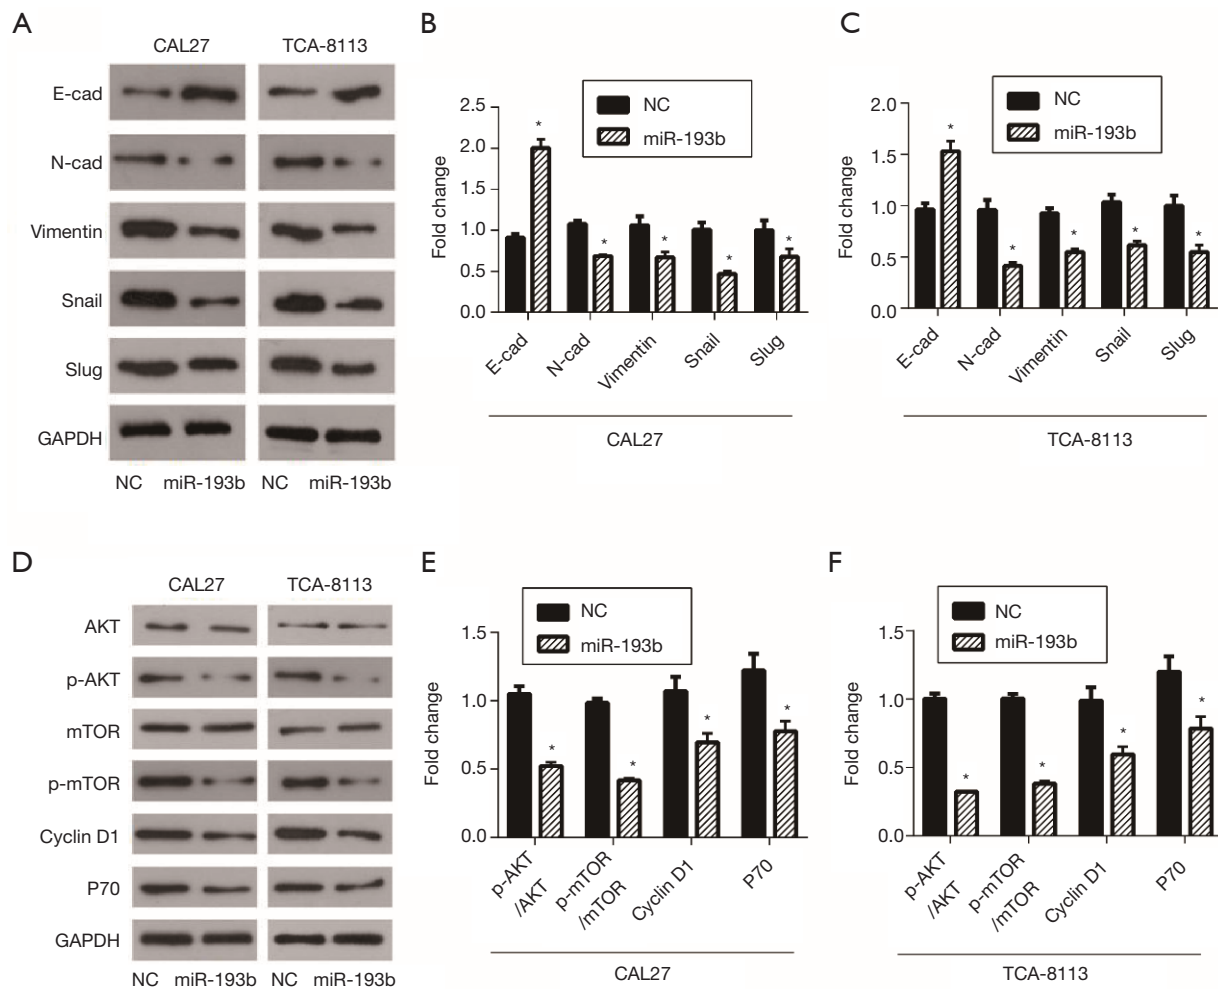 A
CAL27 TCA-8113
E-cad
N-cad
Vimentin
Snail
Slug
GAPDH
NC miR-193b NC miR-193b
B
NC
miR-193b
Fold change
2.5
2.0
1.5
1.0
0.5
0.0
* * * * *
E-cad N-cad Vimentin Snail Slug
CAL27
C
NC
miR-193b
Fold change
2.0
1.5
1.0
0.5
0.0
* * * * *
E-cad N-cad Vimentin Snail Slug
TCA-8113
D
CAL27 TCA-8113
AKT
p-AKT
mTOR
p-mTOR
Cyclin D1
P70
GAPDH
NC miR-193b NC miR-193b
E
NC
miR-193b
Fold change
1.5
1.0
0.5
0.0
* * * *
p-AKT
/AKT
p-mTOR
/mTOR
Cyclin D1
P70
CAL27
F
NC
miR-193b
Fold change
1.5
1.0
0.5
0.0
* * * *
p-AKT
/AKT
p-mTOR
/mTOR
Cyclin D1
P70
TCA-8113